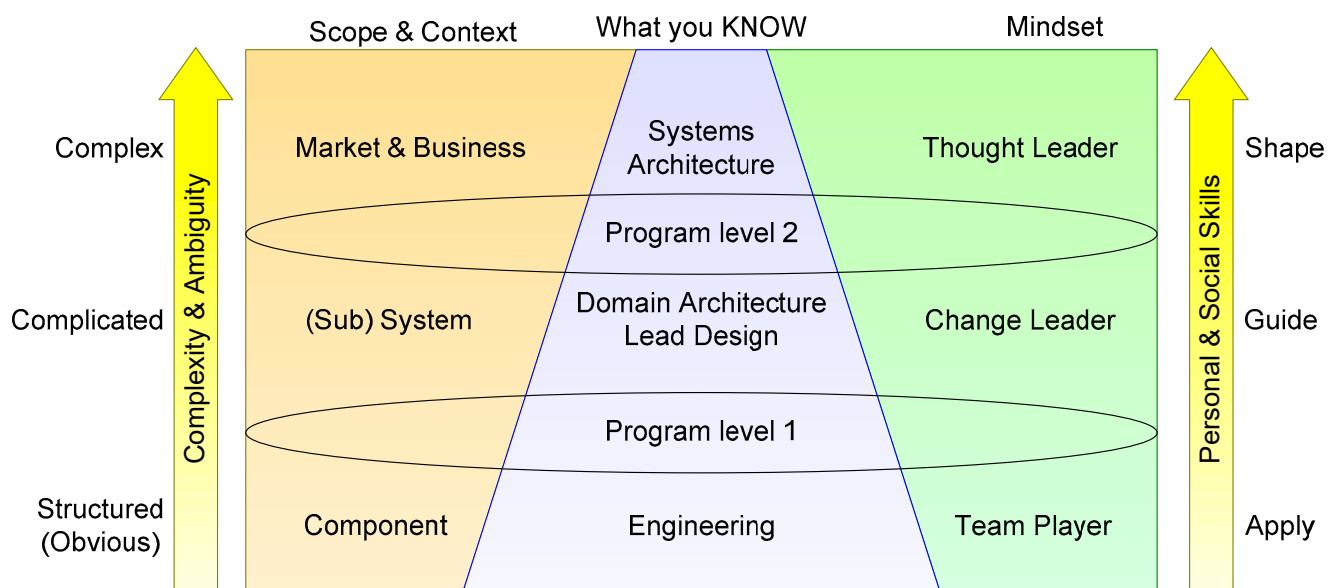 Scope & Context
What you KNOW
Mindset
Complex
Market & Business
Systems
Architecture
Thought Leader
Shape
Program level 2
Complexity & Ambiguity
Personal & Social Skills
Complicated
(Sub) System
Domain Architecture
Lead Design
Change Leader
Guide
Program level 1
Structured
(Obvious)
Component
Engineering
Team Player
Apply